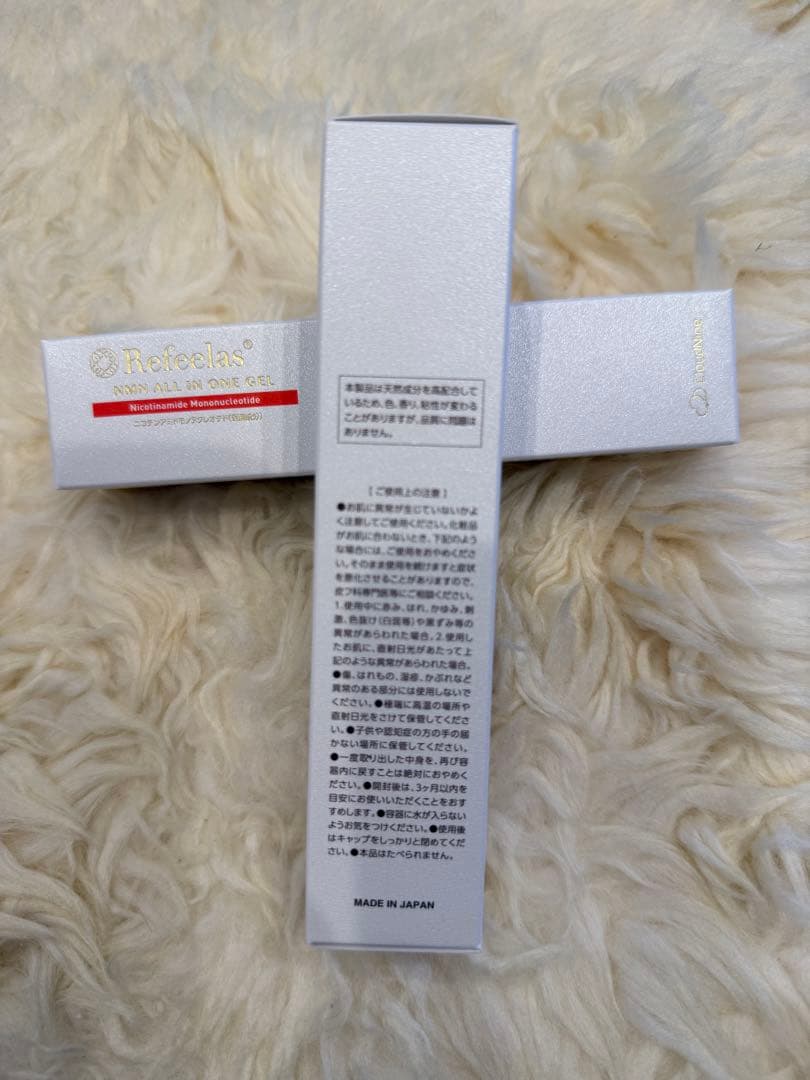 Refeelas®
NMN ALL IN ONE GEL
Nicotinamide Mononucleotide
ニコチンアミドモノヌクレオチド(整肌成分)
CloudNine
本製品は天然成分を高配合して
いるため、色、香り、粘性が変わる
ことがありますが、品質に問題は
ありません。
[ご使用上の注意]
●お肌に異常が生じていないかよ
く注意してご使用ください。化粧品
がお肌に合わないとき、下記のよう
な場合には、ご使用をおやめくださ
い。そのまま使用を続けますと症状
を悪化させることがありますので、
皮フ科専門医等にご相談ください。
1.使用中に赤み、はれ、かゆみ、刺
激、色抜け(白斑等)や黒ずみ等の
異常があらわれた場合。2.使用し
たお肌に、直射日光があたって上
記のような異常があらわれた場合。
●傷、はれもの、湿疹、かぶれなど
異常のある部分には使用しないで
ください。●極端に高温の場所や
直射日光をさけて保管してくださ
い。●子供や認知症の方の手の届
かない場所に保管してください。
●一度取り出した中身を、再び容
器内に戻すことは絶対におやめく
ださい。●開封後は、3ヶ月以内を
目安にお使いいただくことをおす
すめします。●容器に水が入らない
ようお気をつけください。●使用後
はキャップをしっかりと閉めてくだ
さい。●本品はたべられません。
MADE IN JAPAN